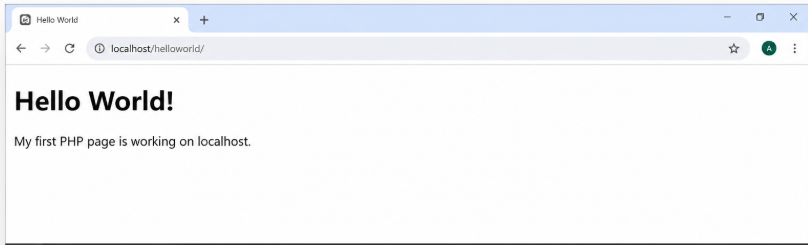 Hello World
localhost/helloworld/
A
Hello World!
My first PHP page is working on localhost.